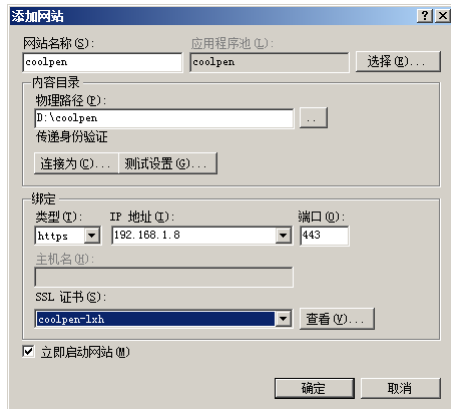 添加网站
网站名称(S):
应用程序池(L):
coolpen
coolpen
选择(E)...
内容目录
物理路径(P):
D:\coolpen
..
传递身份验证
连接为(C)...
测试设置(G)...
绑定
类型(T):
IP 地址(I):
端口(O):
https
192.168.1.8
443
主机名(H):
SSL 证书(S):
coolpen-lxh
查看(V)...
立即启动网站(M)
确定
取消